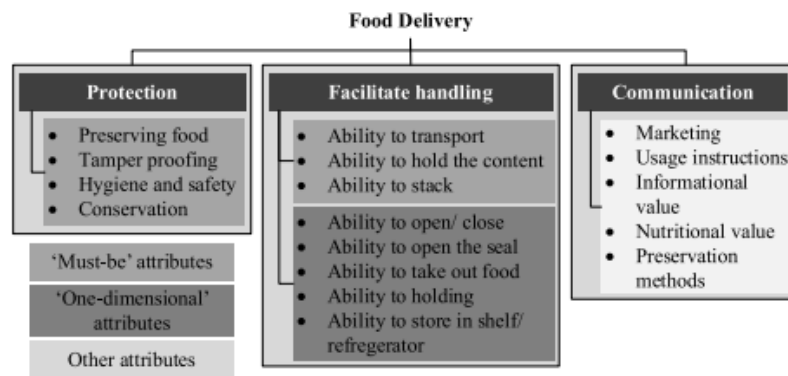 Food Delivery
Protection
• Preserving food
• Tamper proofing
• Hygiene and safety
• Conservation
Facilitate handling
• Ability to transport
• Ability to hold the content
• Ability to stack
• Ability to open/ close
• Ability to open the seal
• Ability to take out food
• Ability to holding
• Ability to store in shelf/
refregerator
Communication
• Marketing
• Usage instructions
• Informational
value
• Nutritional value
• Preservation
methods
‘Must-be’ attributes
‘One-dimensional’
attributes
Other attributes